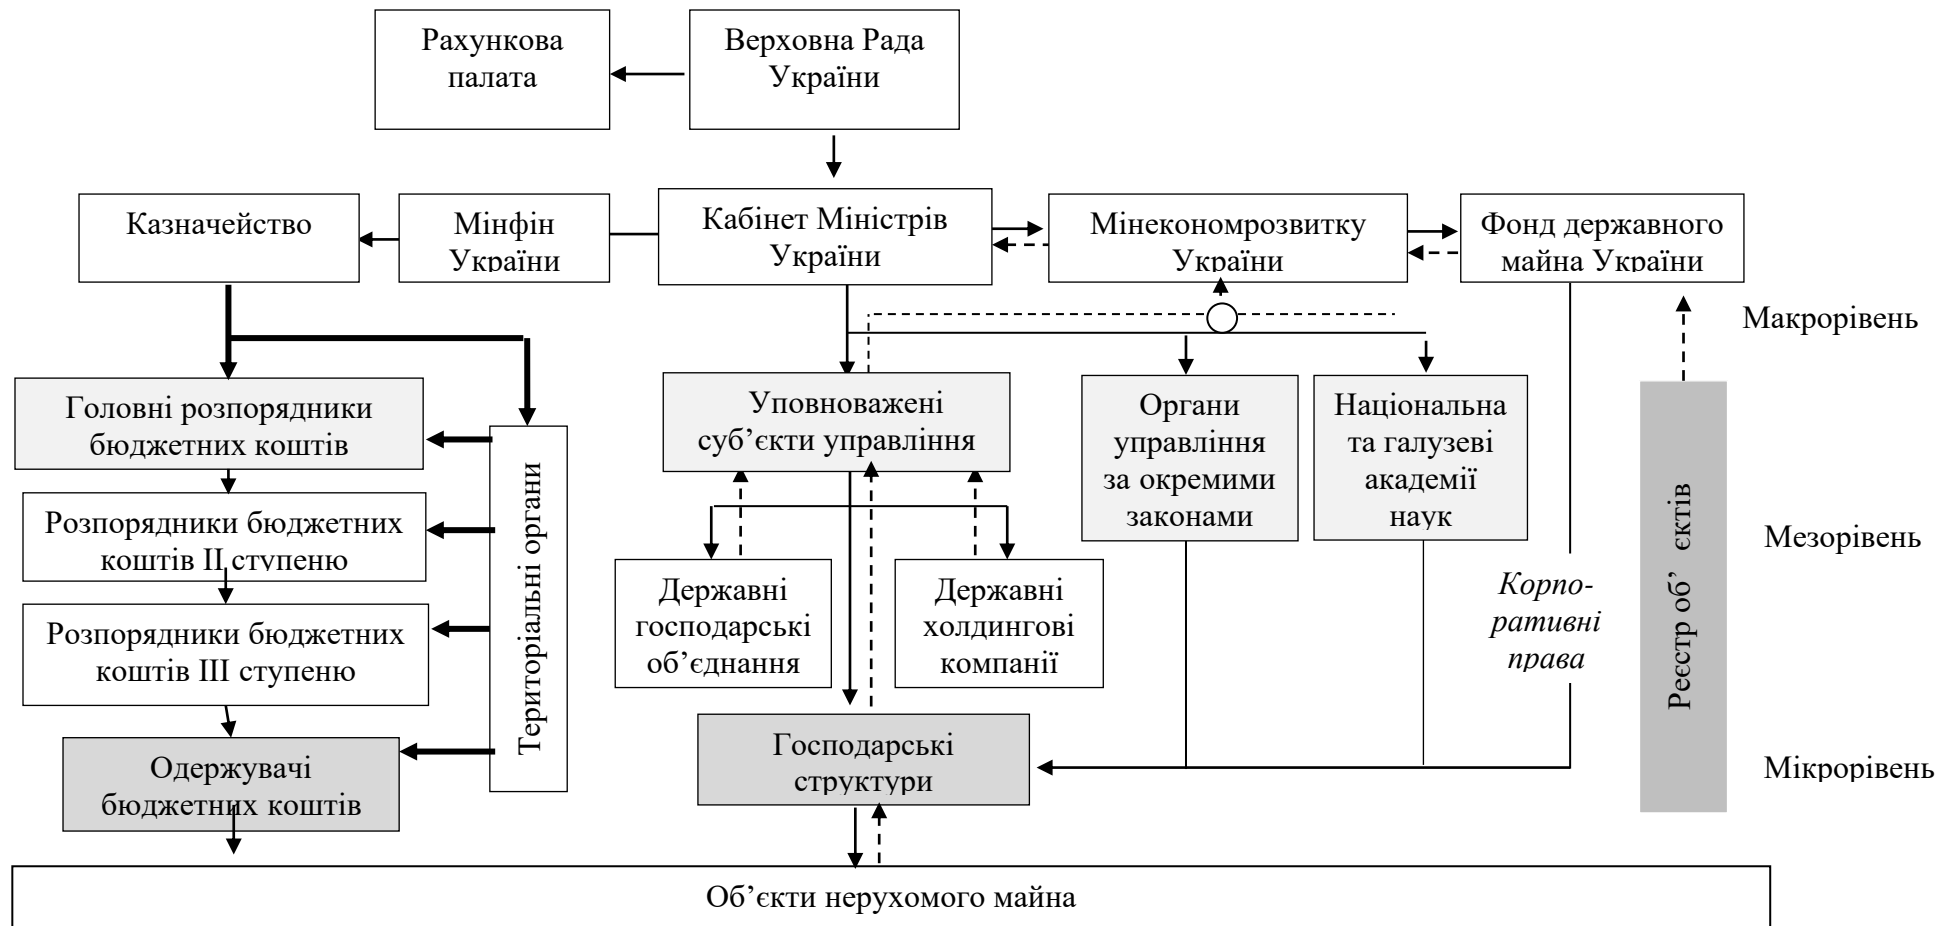 Рахункова
палата
Верховна Рада
України
Казначейство
Мінфін
України
Кабінет Міністрів
України
Мінекономрозвитку
України
Фонд державного
майна України
Макрорівень
Головні розпорядники
бюджетних коштів
Розпорядники бюджетних
коштів ІІ ступеню
Розпорядники бюджетних
коштів ІІІ ступеню
Одержувачі
бюджетних коштів
Територіальні органи
Уповноважені
суб’єкти управління
Органи
управління
за окремими
законами
Національна
та галузеві
академії
наук
Державні
господарські
об’єднання
Державні
холдингові
компанії
Корпо-
ративні
права
Реєстр об’ єктів
Мезорівень
Господарські
структури
Мікрорівень
Об’єкти нерухомого майна